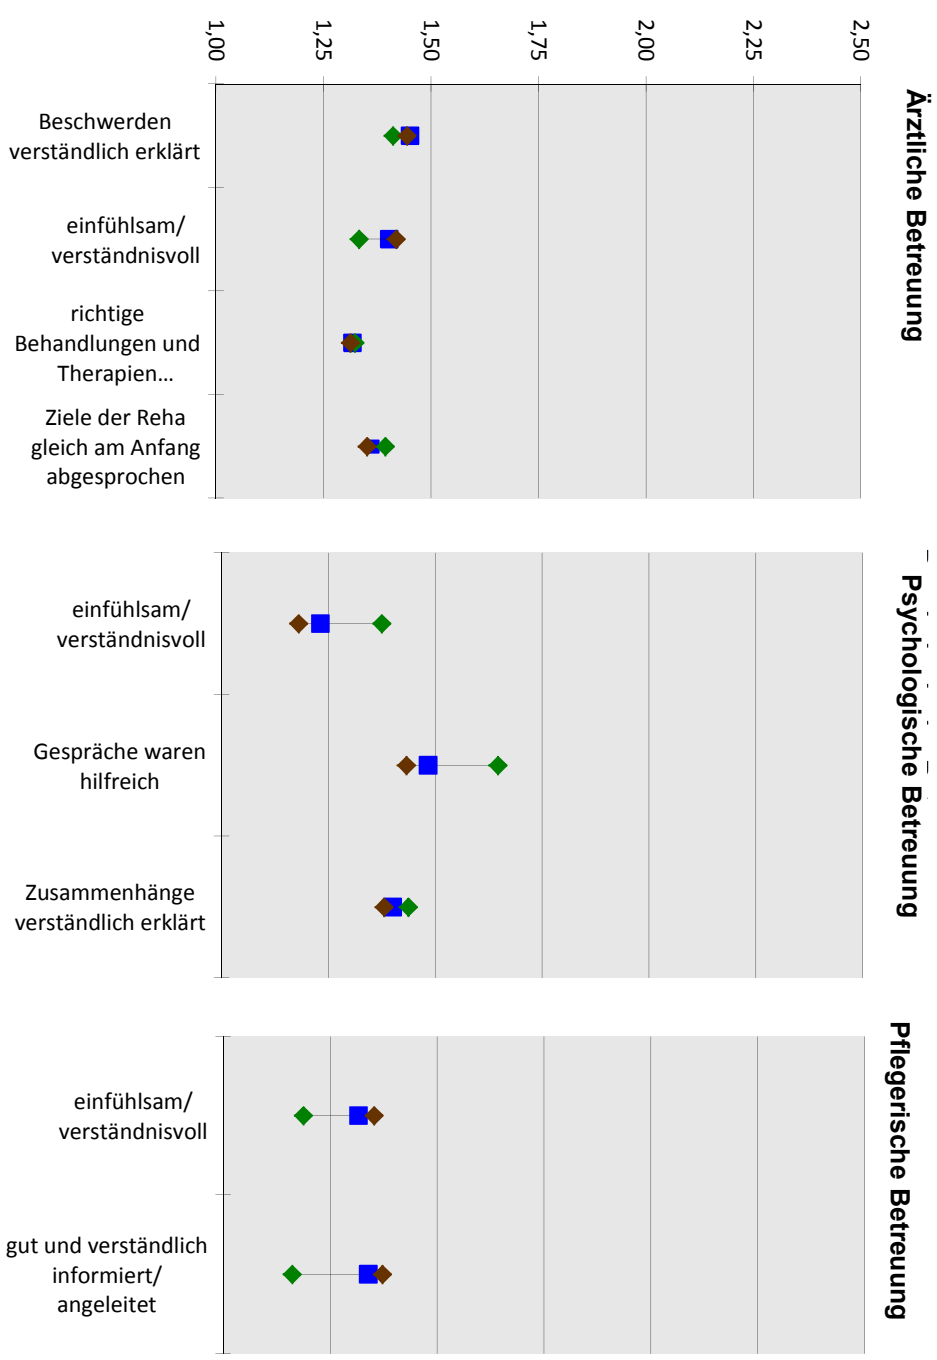 1,00
1,25
1,50
1,75
2,00
2,25
2,50
Ärztliche Betreuung
Beschwerden
verständlich erklärt
einfühlsam/
verständnisvoll
richtige
Behandlungen und
Therapien…
Ziele der Reha
gleich am Anfang
abgesprochen
Psychologische Betreuung
einfühlsam/
verständnisvoll
Gespräche waren
hilfreich
Zusammenhänge
verständlich erklärt
Pflegerische Betreuung
einfühlsam/
verständnisvoll
gut und verständlich
informiert/
angeleitet